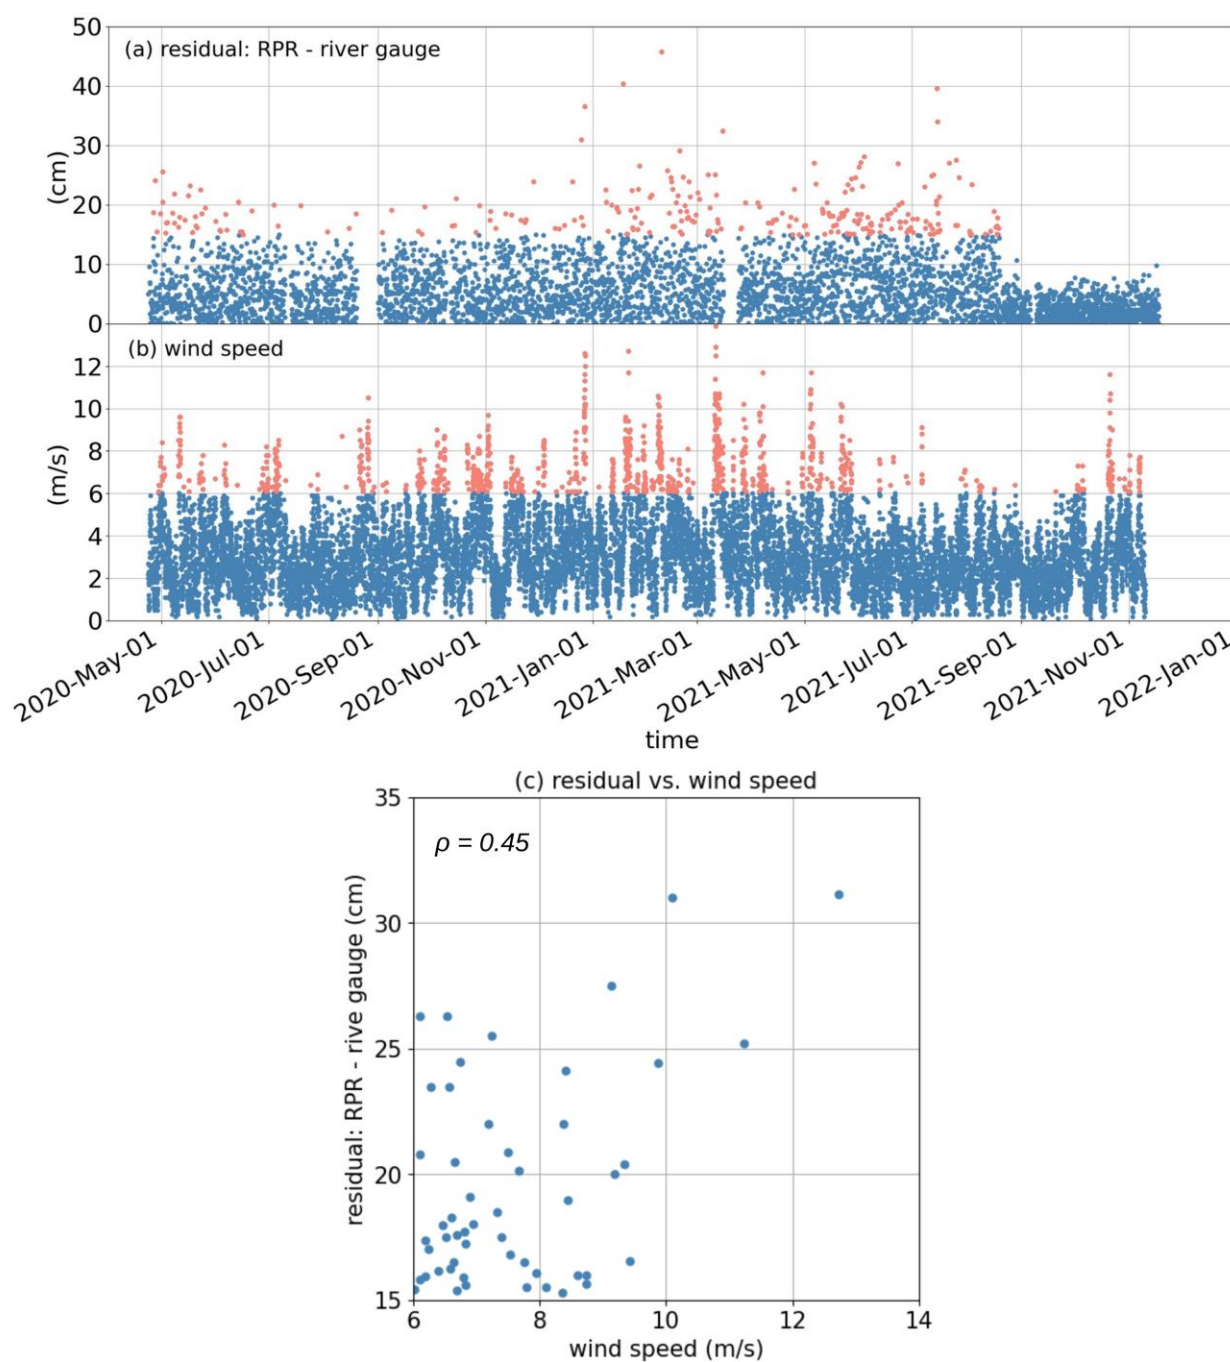 50
(a) residual: RPR - river gauge
40
30
(cm)
20
10
0
(b) wind speed
12
10
8
(m/s)
6
4
2
0
2020-May-01 2020-Jul-01 2020-Sep-01 2020-Nov-01 2021-Jan-01 2021-Mar-01 2021-May-01 2021-Jul-01 2021-Sep-01 2021-Nov-01 2022-Jan-01
time
(c) residual vs. wind speed
35
ρ = 0.45
30
25
residual: RPR - rive gauge (cm)
20
15
6 8 10 12 14
wind speed (m/s)